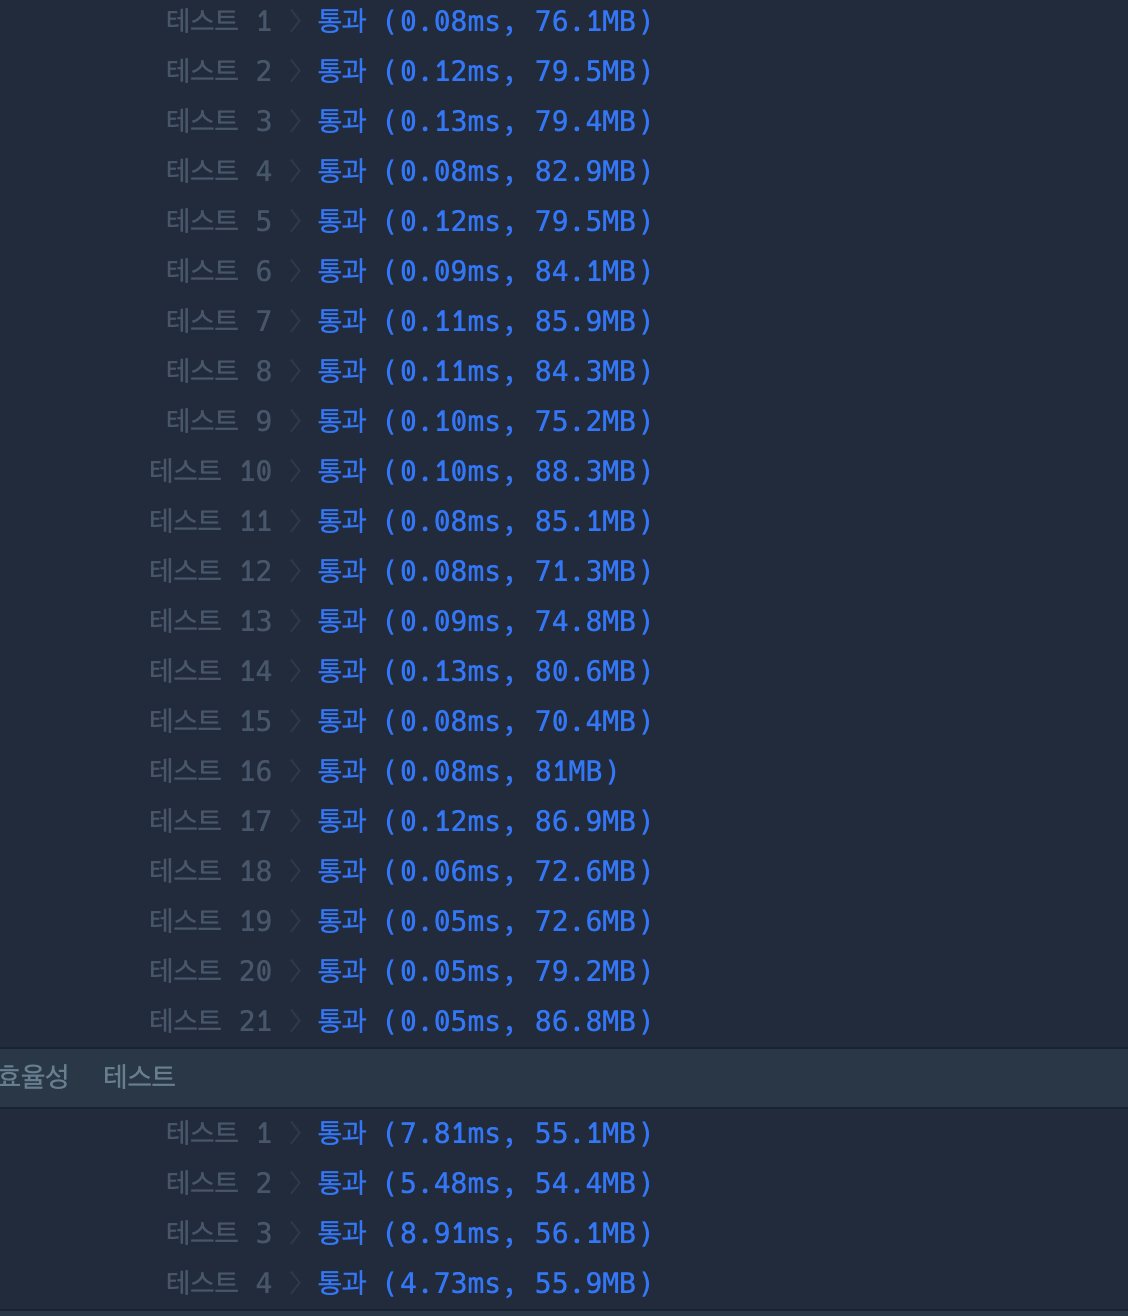 테스트 1 〉 통과 (0.08ms, 76.1MB)
테스트 2 〉 통과 (0.12ms, 79.5MB)
테스트 3 〉 통과 (0.13ms, 79.4MB)
테스트 4 〉 통과 (0.08ms, 82.9MB)
테스트 5 〉 통과 (0.12ms, 79.5MB)
테스트 6 〉 통과 (0.09ms, 84.1MB)
테스트 7 〉 통과 (0.11ms, 85.9MB)
테스트 8 〉 통과 (0.11ms, 84.3MB)
테스트 9 〉 통과 (0.10ms, 75.2MB)
테스트 10 〉 통과 (0.10ms, 88.3MB)
테스트 11 〉 통과 (0.08ms, 85.1MB)
테스트 12 〉 통과 (0.08ms, 71.3MB)
테스트 13 〉 통과 (0.09ms, 74.8MB)
테스트 14 〉 통과 (0.13ms, 80.6MB)
테스트 15 〉 통과 (0.08ms, 70.4MB)
테스트 16 〉 통과 (0.08ms, 81MB)
테스트 17 〉 통과 (0.12ms, 86.9MB)
테스트 18 〉 통과 (0.06ms, 72.6MB)
테스트 19 〉 통과 (0.05ms, 72.6MB)
테스트 20 〉 통과 (0.05ms, 79.2MB)
테스트 21 〉 통과 (0.05ms, 86.8MB)
효율성 테스트
테스트 1 〉 통과 (7.81ms, 55.1MB)
테스트 2 〉 통과 (5.48ms, 54.4MB)
테스트 3 〉 통과 (8.91ms, 56.1MB)
테스트 4 〉 통과 (4.73ms, 55.9MB)